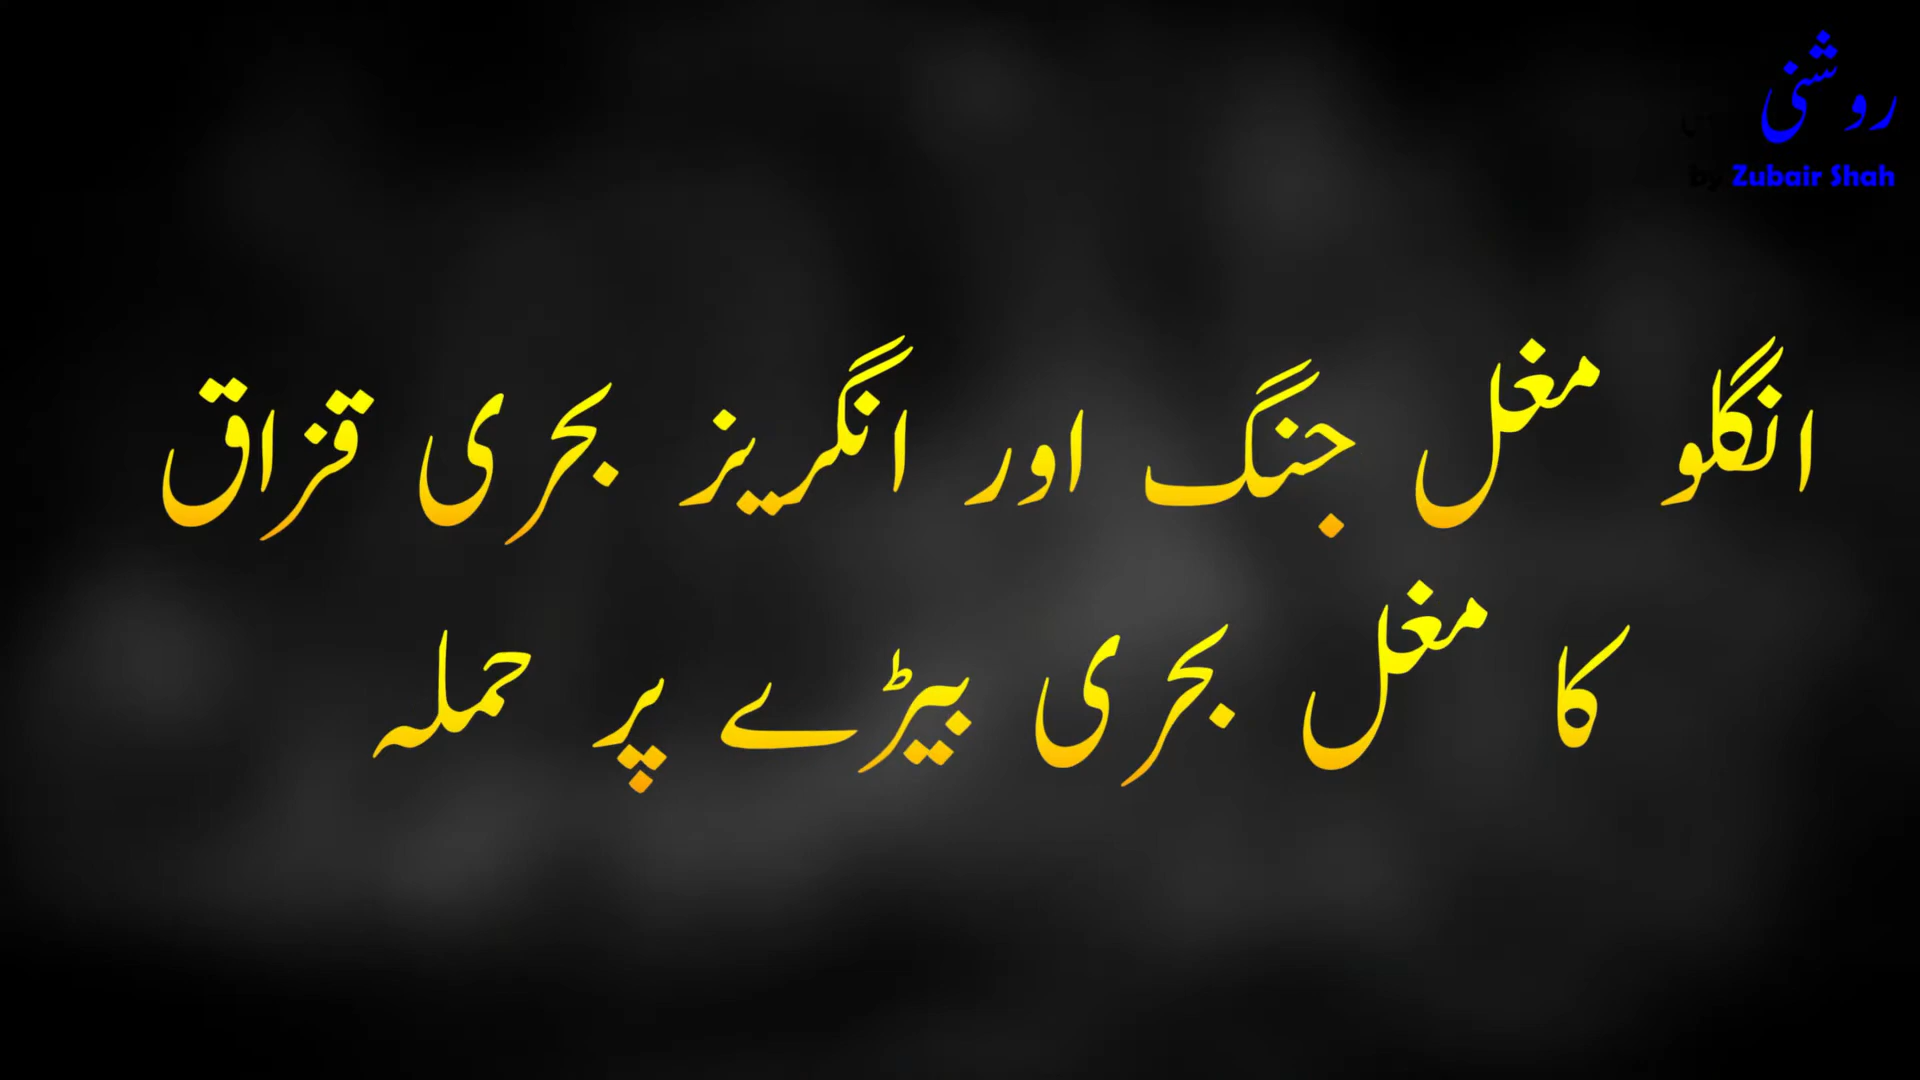 روشنی
by Zubair Shah
انگلو مغل جنگ اور انگریز بحری قزاق
کا مغل بحری بیڑے پر حملہ